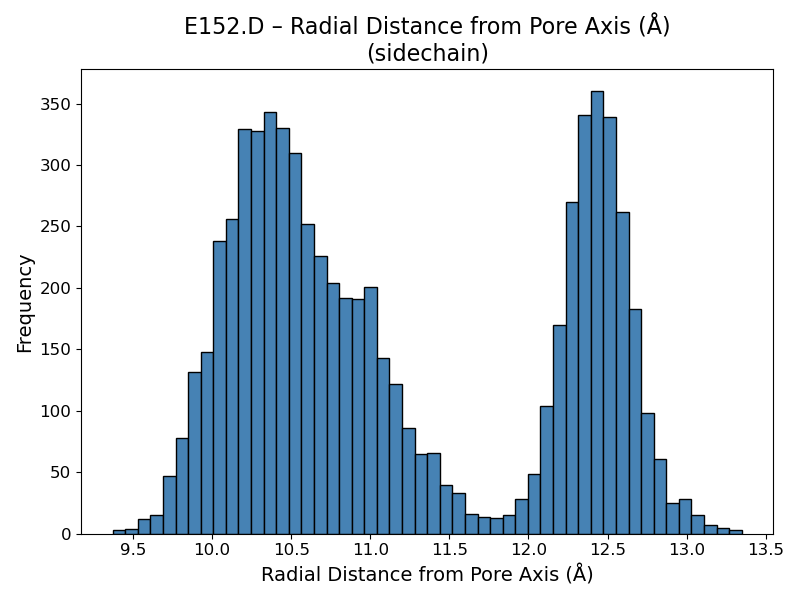 E152.D – Radial Distance from Pore Axis (Å)
(sidechain)
Frequency
350
300
250
200
150
100
50
0
9.5 10.0 10.5 11.0 11.5 12.0 12.5 13.0 13.5
Radial Distance from Pore Axis (Å)